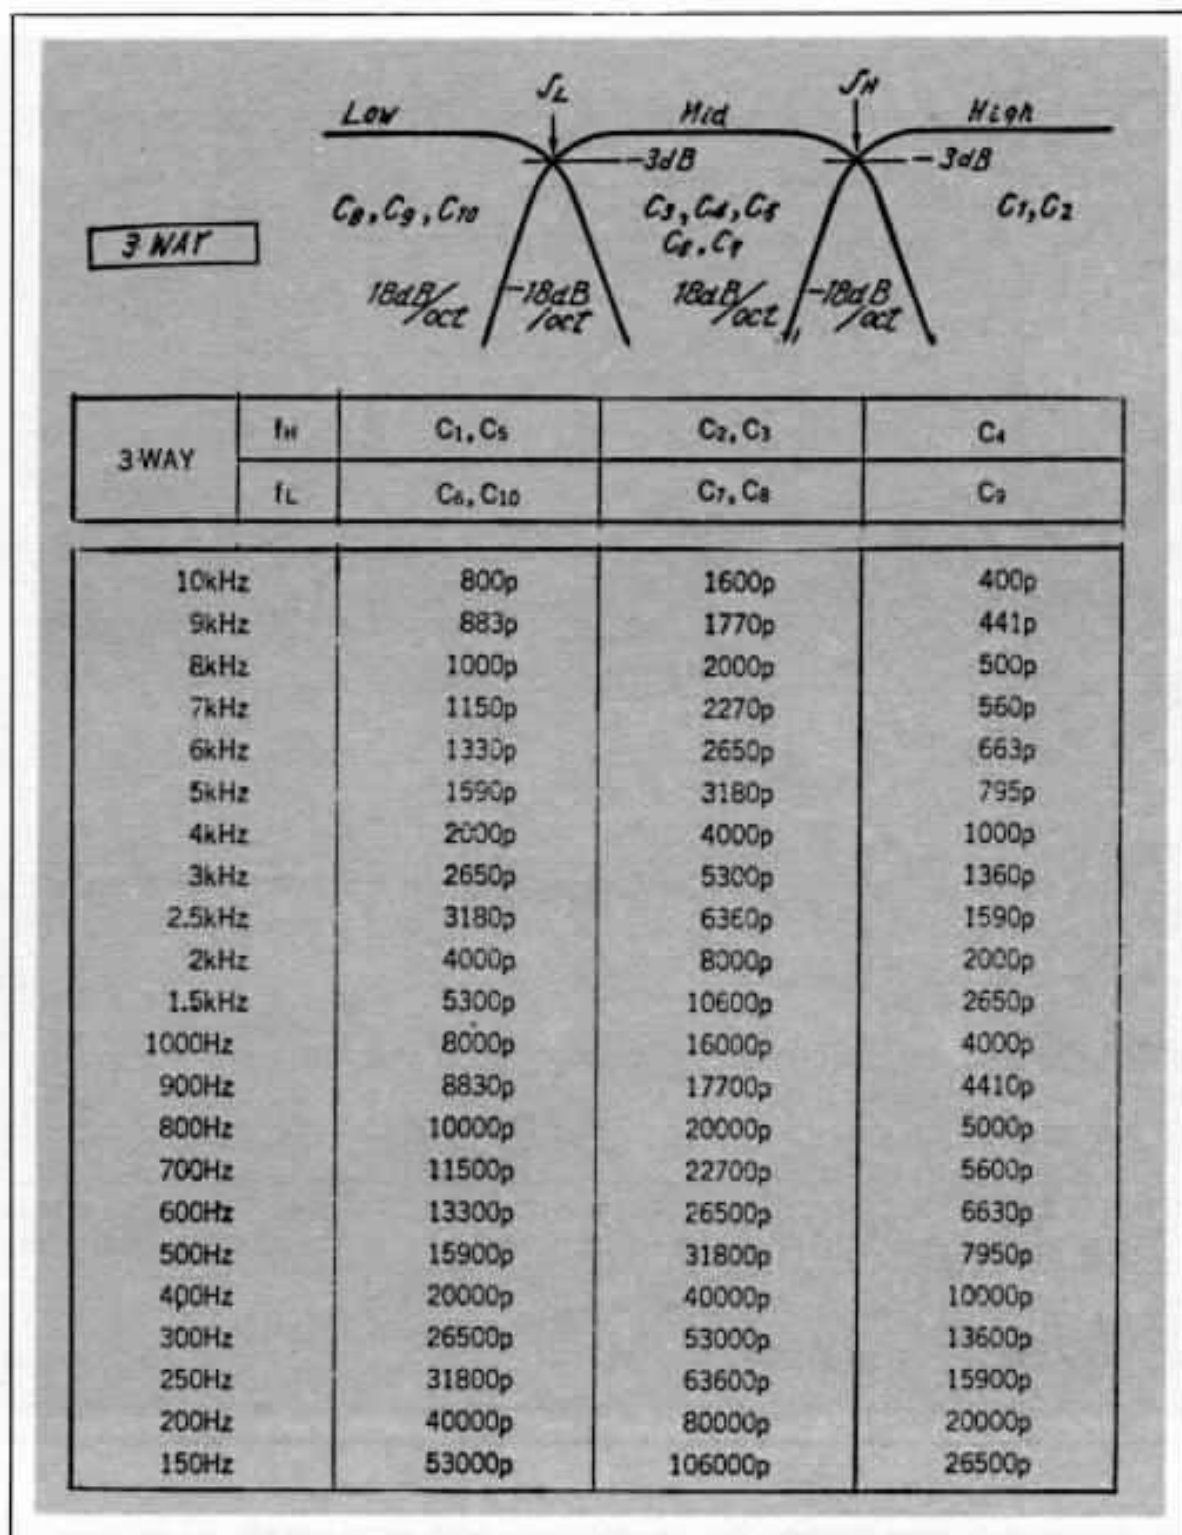 ƒL ƒH
Low Mid High
-3dB -3dB
C8, C9, C10 C3, C4, C5 C1, C2
3 WAY C6, C7
18dB/oct -18dB/oct 18dB/oct -18dB/oct
3-WAY fH C1, C5 C2, C3 C4
fL C6, C10 C7, C8 C9
10kHz 800p 1600p 400p
9kHz 883p 1770p 441p
8kHz 1000p 2000p 500p
7kHz 1150p 2270p 560p
6kHz 1330p 2650p 663p
5kHz 1590p 3180p 795p
4kHz 2000p 4000p 1000p
3kHz 2650p 5300p 1360p
2.5kHz 3180p 6360p 1590p
2kHz 4000p 8000p 2000p
1.5kHz 5300p 10600p 2650p
1000Hz 8000p 16000p 4000p
900Hz 8830p 17700p 4410p
800Hz 10000p 20000p 5000p
700Hz 11500p 22700p 5600p
600Hz 13300p 26500p 6630p
500Hz 15900p 31800p 7950p
400Hz 20000p 40000p 10000p
300Hz 26500p 53000p 13600p
250Hz 31800p 63600p 15900p
200Hz 40000p 80000p 20000p
150Hz 53000p 106000p 26500p